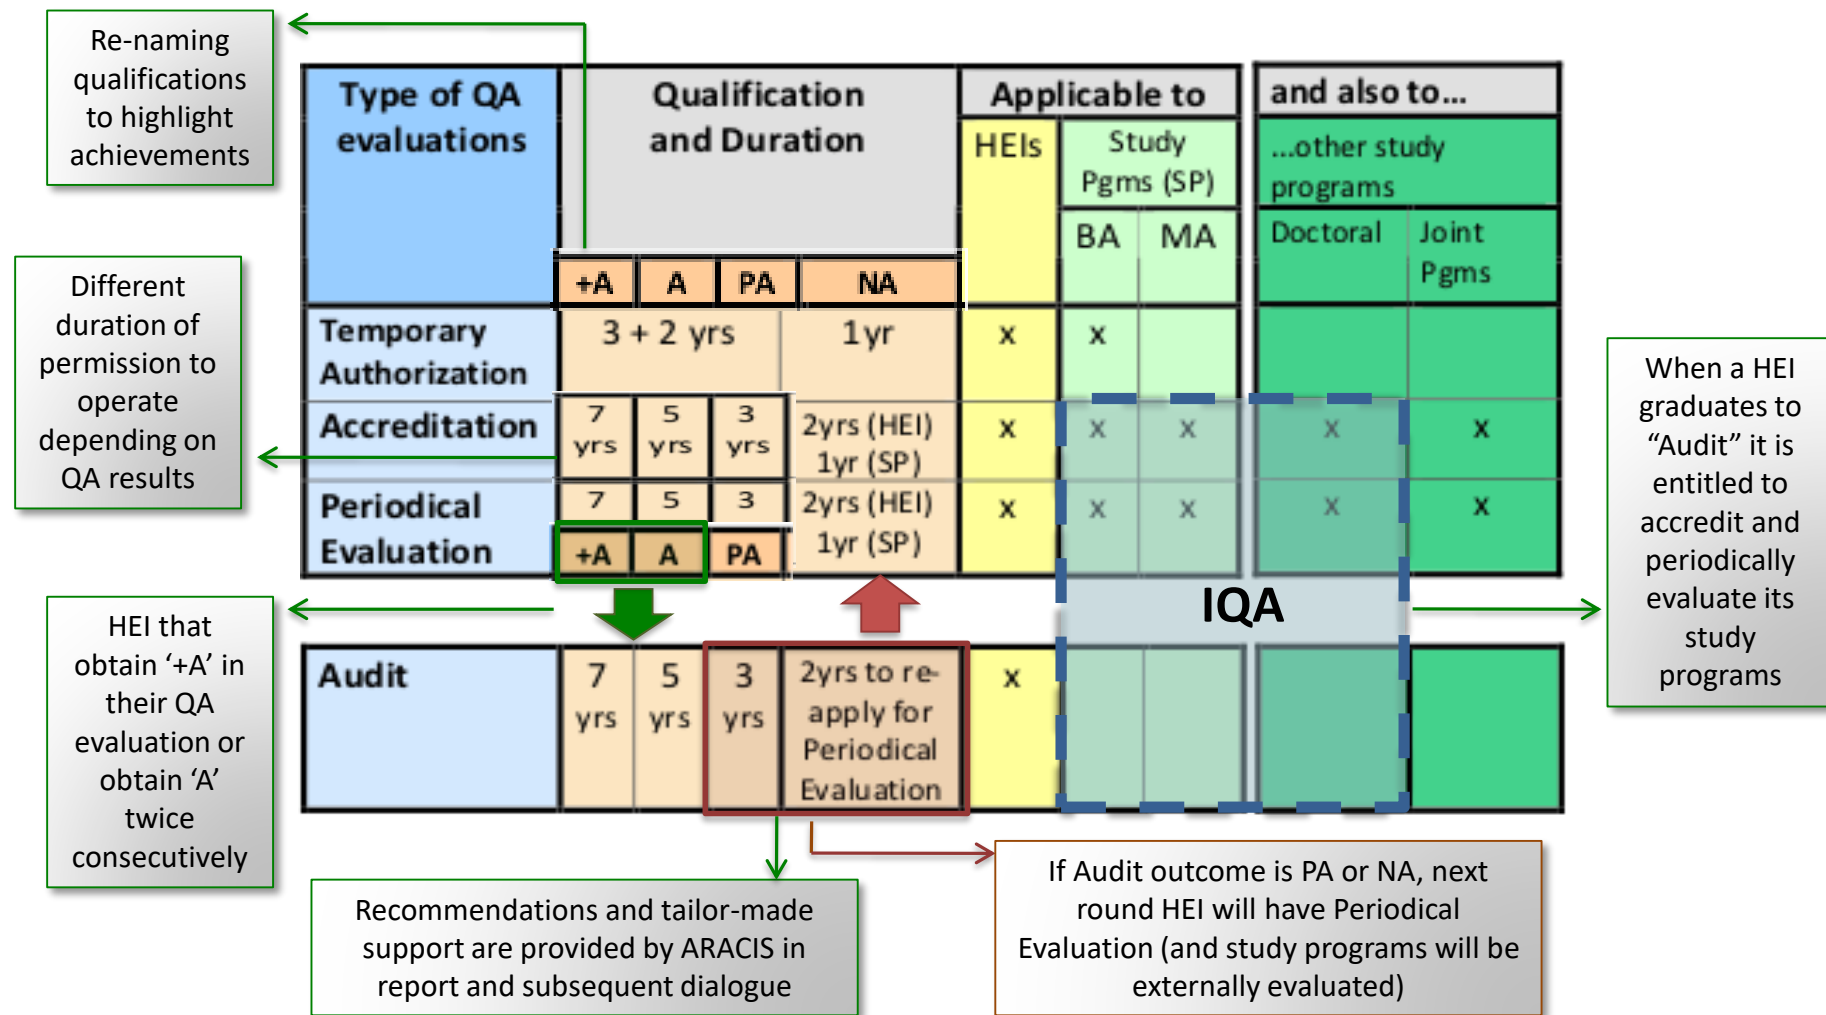 Re-naming
qualifications
to highlight
achievements
Type of QA
evaluations
Qualification
and Duration
Applicable to
and also to...
HEIs
Study
Pgms (SP)
...other study
programs
BA
MA
Doctoral
Joint
Pgms
+A
A
PA
NA
Different
duration of
permission to
operate
depending on
QA results
Temporary
Authorization
3 + 2 yrs
1yr
x
x
Accreditation
7
yrs
5
yrs
3
yrs
2yrs (HEI)
1yr (SP)
x
x
x
x
x
Periodical
Evaluation
7
5
3
2yrs (HEI)
1yr (SP)
x
x
x
x
x
+A
A
PA
When a HEI
graduates to
“Audit” it is
entitled to
accredit and
periodically
evaluate its
study
programs
IQA
HEI that
obtain ‘+A’ in
their QA
evaluation or
obtain ‘A’
twice
consecutively
Audit
7
yrs
5
yrs
3
yrs
2yrs to re-
apply for
Periodical
Evaluation
x
Recommendations and tailor-made
support are provided by ARACIS in
report and subsequent dialogue
If Audit outcome is PA or NA, next
round HEI will have Periodical
Evaluation (and study programs will be
externally evaluated)